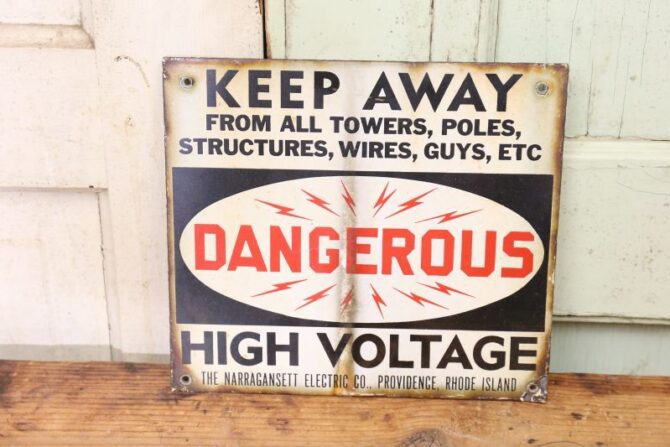 KEEP AWAY
FROM ALL TOWERS, POLES,
STRUCTURES, WIRES, GUYS, ETC
DANGEROUS
HIGH VOLTAGE
THE NARRAGANSETT ELECTRIC CO., PROVIDENCE, RHODE ISLAND